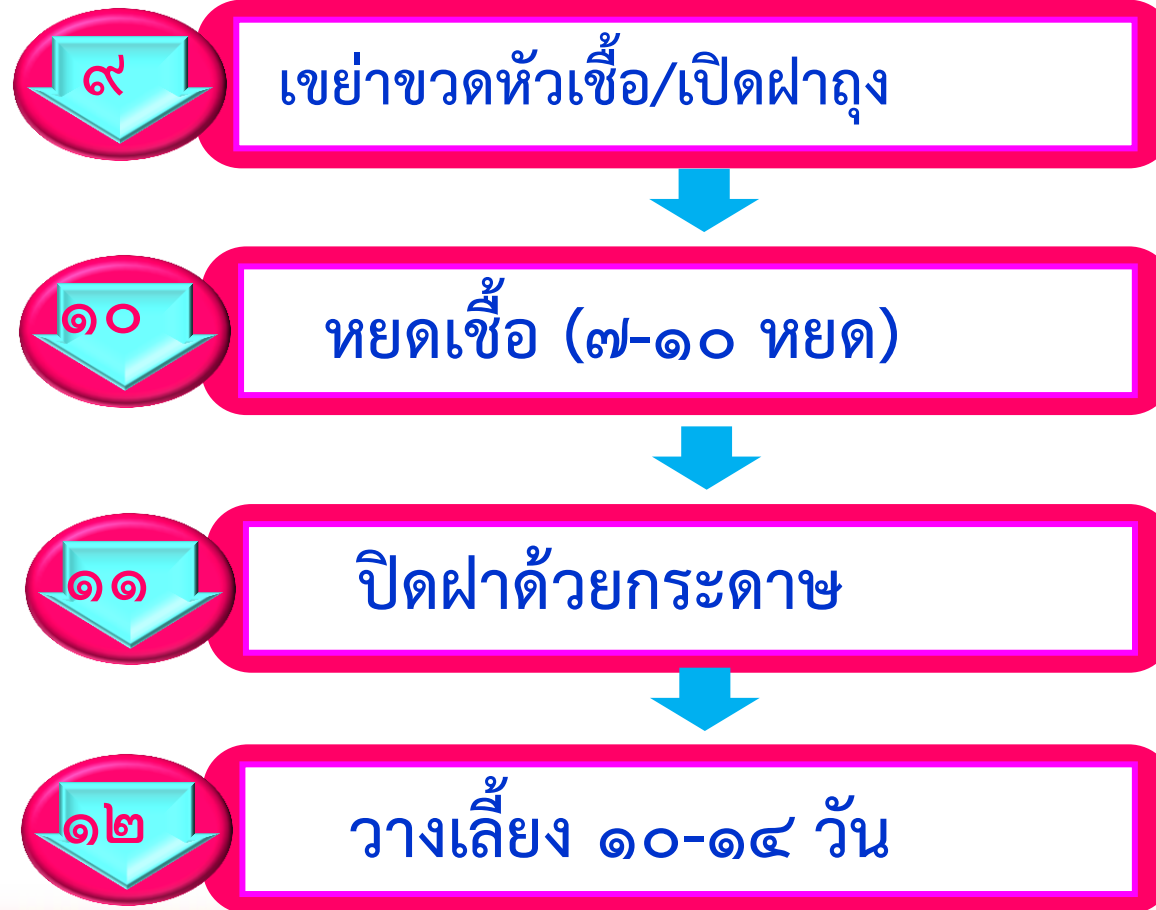 ๙
เขย่าขวดหัวเชื้อ/เปิดฝาถุง
๑๐
หยดเชื้อ (๗-๑๐ หยด)
๑๑
ปิดฝาด้วยกระดาษ
๑๒
วางเลี้ยง ๑๐-๑๔ วัน